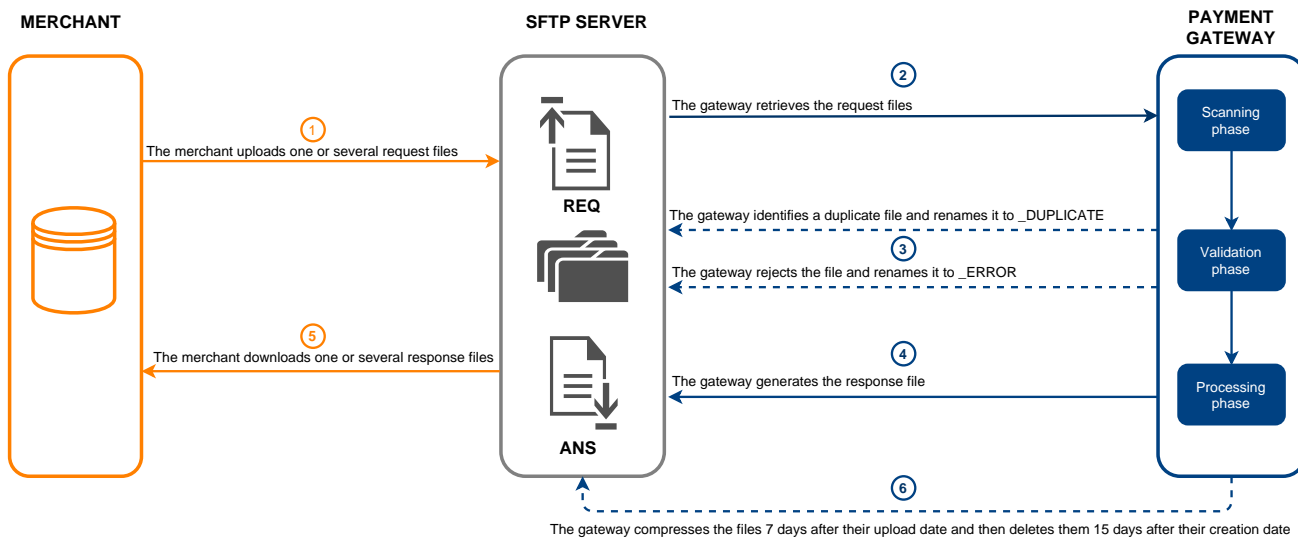 MERCHANT
SFTP SERVER
PAYMENT
GATEWAY
1
The merchant uploads one or several request files
2
The gateway retrieves the request files
Scanning
phase
REQ
The gateway identifies a duplicate file and renames it to _DUPLICATE
3
The gateway rejects the file and renames it to _ERROR
Validation
phase
5
The merchant downloads one or several response files
4
The gateway generates the response file
Processing
phase
ANS
6
The gateway compresses the files 7 days after their upload date and then deletes them 15 days after their creation date